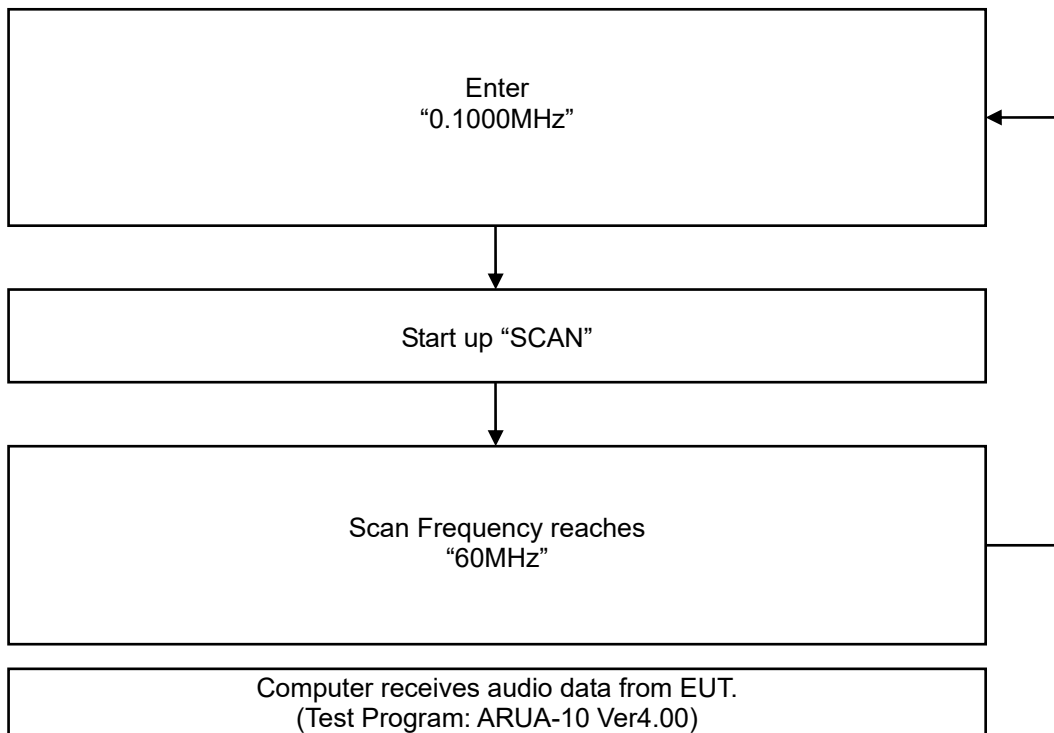 Enter
“0.1000MHz”
Start up “SCAN”
Scan Frequency reaches
“60MHz”
Computer receives audio data from EUT.
(Test Program: ARUA-10 Ver4.00)